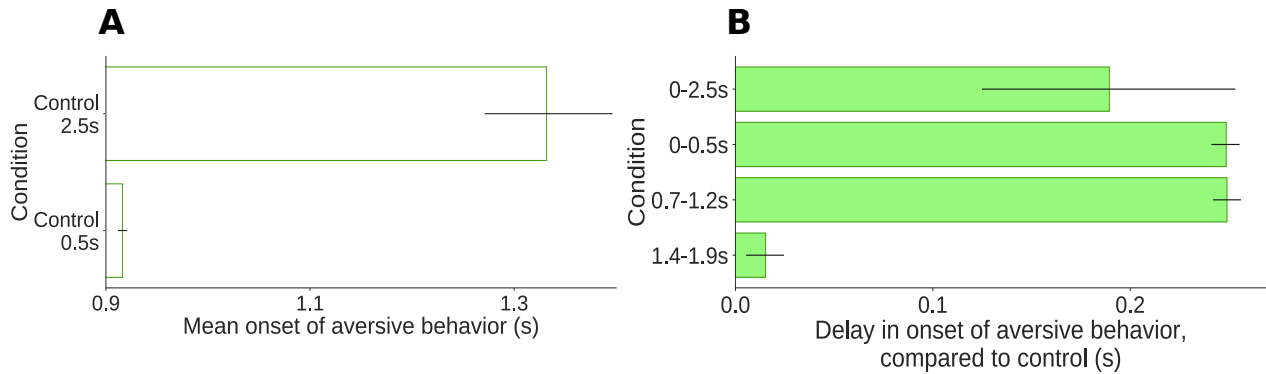 A
Condition
Control
2.5s
Control
0.5s
0.9
1.1
1.3
Mean onset of aversive behavior (s)
B
Condition
0-2.5s
0-0.5s
0.7-1.2s
1.4-1.9s
0.0
0.1
0.2
Delay in onset of aversive behavior,
compared to control (s)